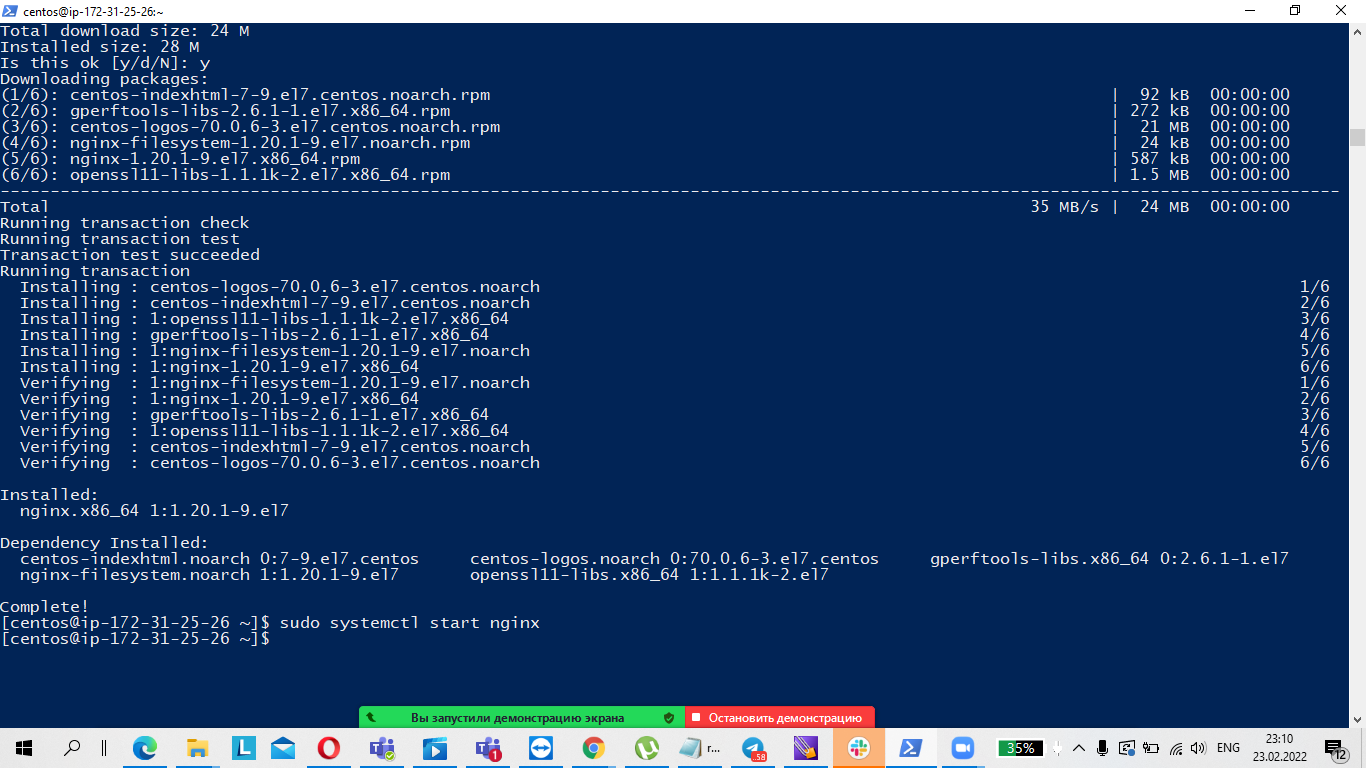 centos@ip-172-31-25-26:~
Total download size: 24 M
Installed size: 28 M
Is this ok [y/d/N]: y
Downloading packages:
(1/6): centos-indexhtml-7-9.el7.centos.noarch.rpm | 92 kB 00:00:00
(2/6): gperftools-libs-2.6.1-1.el7.x86_64.rpm | 272 kB 00:00:00
(3/6): centos-logos-70.0.6-3.el7.centos.noarch.rpm | 21 MB 00:00:00
(4/6): nginx-filesystem-1.20.1-9.el7.noarch.rpm | 24 kB 00:00:00
(5/6): nginx-1.20.1-9.el7.x86_64.rpm | 587 kB 00:00:00
(6/6): openssl11-libs-1.1.1k-2.el7.x86_64.rpm | 1.5 MB 00:00:00
--------------------------------------------------------------------------------------------------------------------------------------
Total 35 MB/s | 24 MB 00:00:00
Running transaction check
Running transaction test
Transaction test succeeded
Running transaction
Installing : centos-logos-70.0.6-3.el7.centos.noarch 1/6
Installing : centos-indexhtml-7-9.el7.centos.noarch 2/6
Installing : 1:openssl11-libs-1.1.1k-2.el7.x86_64 3/6
Installing : gperftools-libs-2.6.1-1.el7.x86_64 4/6
Installing : 1:nginx-filesystem-1.20.1-9.el7.noarch 5/6
Installing : 1:nginx-1.20.1-9.el7.x86_64 6/6
Verifying : 1:nginx-filesystem-1.20.1-9.el7.noarch 1/6
Verifying : 1:nginx-1.20.1-9.el7.x86_64 2/6
Verifying : gperftools-libs-2.6.1-1.el7.x86_64 3/6
Verifying : 1:openssl11-libs-1.1.1k-2.el7.x86_64 4/6
Verifying : centos-indexhtml-7-9.el7.centos.noarch 5/6
Verifying : centos-logos-70.0.6-3.el7.centos.noarch 6/6
Installed:
nginx.x86_64 1:1.20.1-9.el7
Dependency Installed:
centos-indexhtml.noarch 0:7-9.el7.centos centos-logos.noarch 0:70.0.6-3.el7.centos gperftools-libs.x86_64 0:2.6.1-1.el7
nginx-filesystem.noarch 1:1.20.1-9.el7 openssl11-libs.x86_64 1:1.1.1k-2.el7
Complete!
[centos@ip-172-31-25-26 ~]$ sudo systemctl start nginx
[centos@ip-172-31-25-26 ~]$
Вы запустили демонстрацию экрана Остановить демонстрацию
L 1 r... 58 35% ENG 23:10
23.02.2022 12